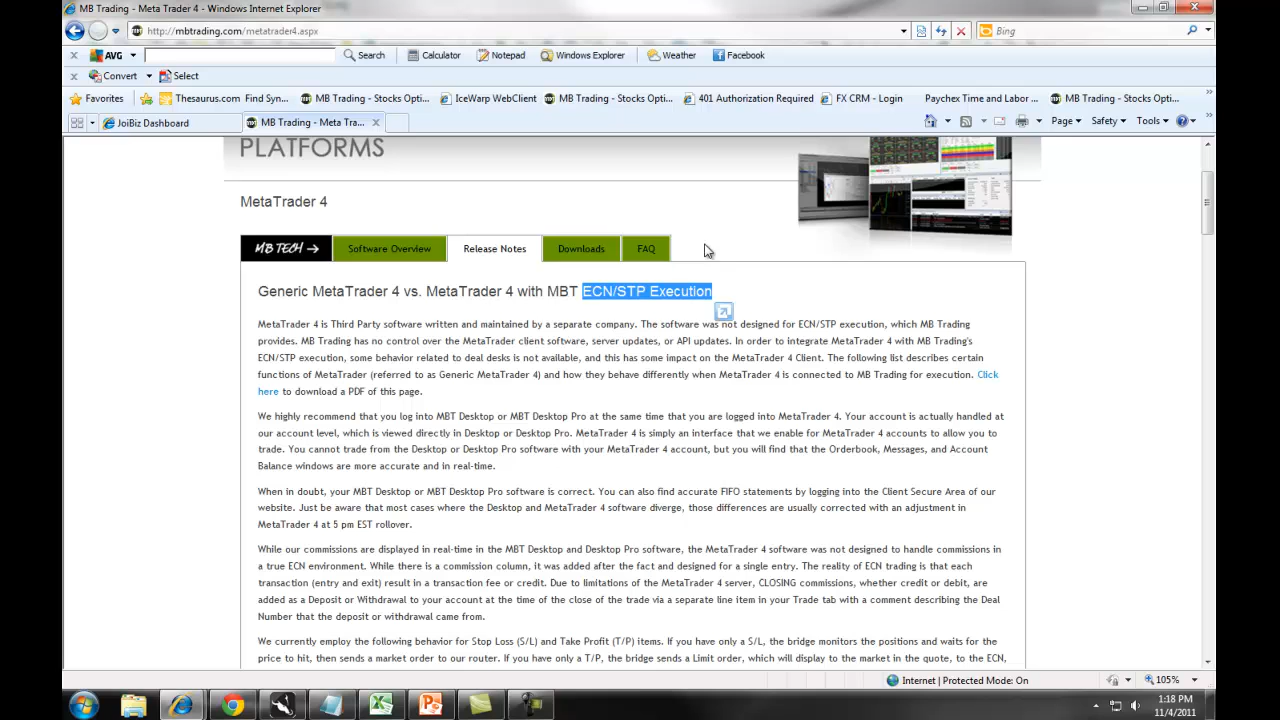 MB Trading - Meta Trader 4 - Windows Internet Explorer
http://mbtrading.com/metatrader4.aspx
Bing
AVG
Search
Calculator
Notepad
Windows Explorer
Weather
Facebook
Convert
Select
Favorites
Thesaurus.com Find Syn...
MB Trading - Stocks Opti...
IceWarp WebClient
MB Trading - Stocks Opti...
401 Authorization Required
FX CRM - Login
Paychex Time and Labor ...
MB Trading - Stocks Opti...
JoiBiz Dashboard
MB Trading - Meta Tra...
Page
Safety
Tools
PLATFORMS
MetaTrader 4
MB TECH
Software Overview
Release Notes
Downloads
FAQ
Generic MetaTrader 4 vs. MetaTrader 4 with MBT ECN/STP Execution
MetaTrader 4 is Third Party software written and maintained by a separate company. The software was not designed for ECN/STP execution, which MB Trading
provides. MB Trading has no control over the MetaTrader client software, server updates, or API updates. In order to integrate MetaTrader 4 with MB Trading's
ECN/STP execution, some behavior related to deal desks is not available, and this has some impact on the MetaTrader 4 Client. The following list describes certain
functions of MetaTrader (referred to as Generic MetaTrader 4) and how they behave differently when MetaTrader 4 is connected to MB Trading for execution. Click
here to download a PDF of this page.
We highly recommend that you log into MBT Desktop or MBT Desktop Pro at the same time that you are logged into MetaTrader 4. Your account is actually handled at
our account level, which is viewed directly in Desktop or Desktop Pro. MetaTrader 4 is simply an interface that we enable for MetaTrader 4 accounts to allow you to
trade. You cannot trade from the Desktop or Desktop Pro software with your MetaTrader 4 account, but you will find that the Orderbook, Messages, and Account
Balance windows are more accurate and in real-time.
When in doubt, your MBT Desktop or MBT Desktop Pro software is correct. You can also find accurate FIFO statements by logging into the Client Secure Area of our
website. Just be aware that most cases where the Desktop and MetaTrader 4 software diverge, those differences are usually corrected with an adjustment in
MetaTrader 4 at 5 pm EST rollover.
While our commissions are displayed in real-time in the MBT Desktop and Desktop Pro software, the MetaTrader 4 software was not designed to handle commissions in
a true ECN environment. While there is a commission column, it was added after the fact and designed for a single entry. The reality of ECN trading is that each
transaction (entry and exit) result in a transaction fee or credit. Due to limitations of the MetaTrader 4 server, CLOSING commissions, whether credit or debit, are
added as a Deposit or Withdrawal to your account at the time of the close of the trade via a separate line item in your Trade tab with a comment describing the Deal
Number that the deposit or withdrawal came from.
We currently employ the following behavior for Stop Loss (S/L) and Take Profit (T/P) items. If you have only a S/L, the bridge monitors the positions and waits for the
price to hit, then sends a market order to our router. If you have only a T/P, the bridge sends a Limit order, which will display to the market in the quote, to the ECN,
Internet | Protected Mode: On
105%
1:18 PM
11/4/2011